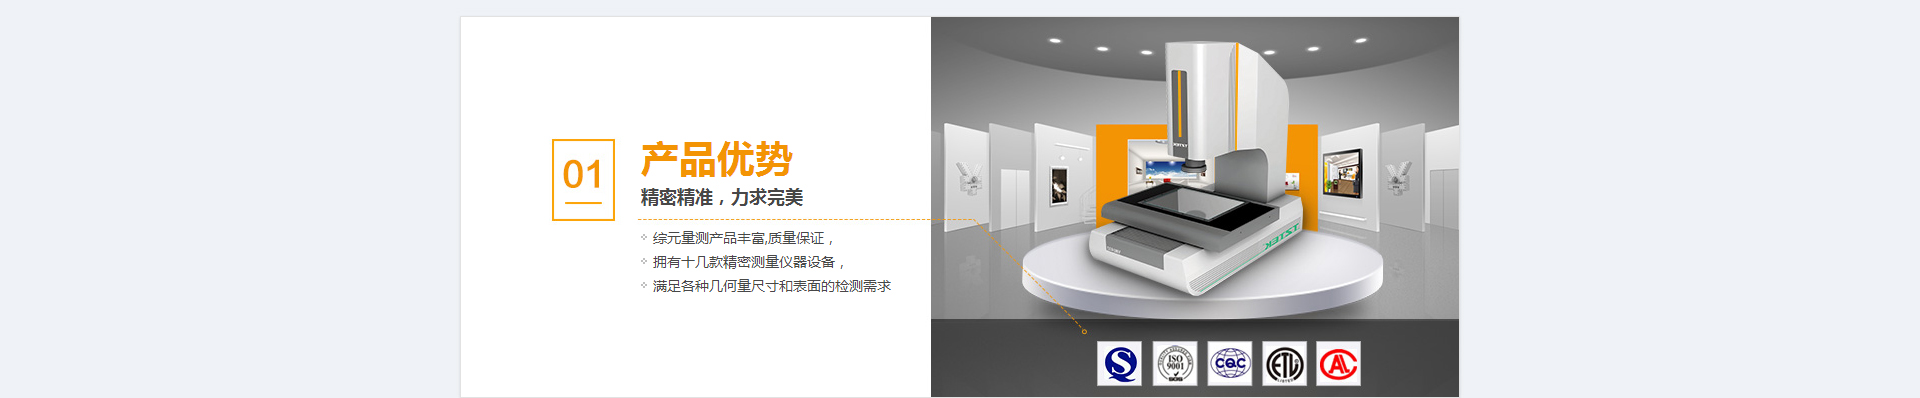 01
产品优势
精密精准，力求完美
综元量测产品丰富,质量保证，
拥有十几款精密测量仪器设备，
满足各种几何量尺寸和表面的检测需求
ISO
9001
SGS
CQC
ETL
LISTED